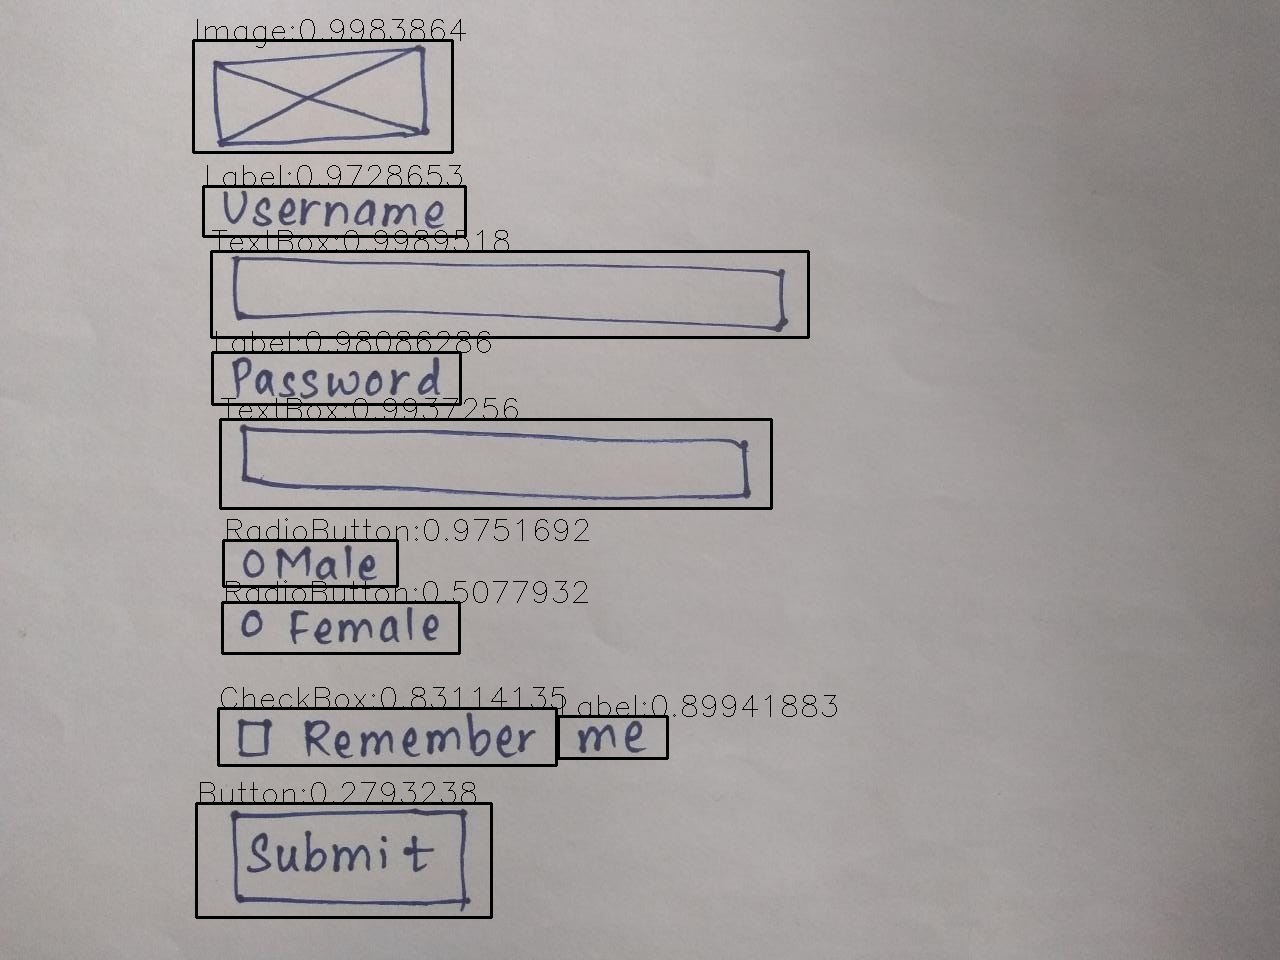 Image:0.9983864
Label:0.9728653
Username
TextBox:0.9989518
Label:0.98086286
Password
TextBox:0.9937256
RadioButton:0.9751692
O Male
RadioButton:0.5077932
O Female
CheckBox:0.83114135 Label:0.89941883
Remember me
Button:0.2793238
Submit